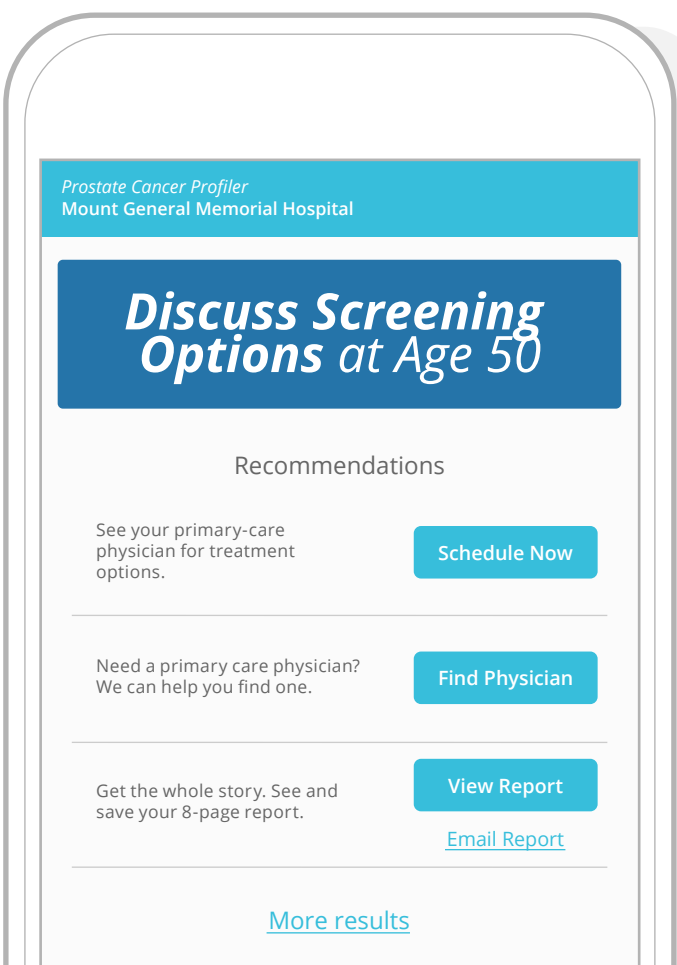 Prostate Cancer Profiler
Mount General Memorial Hospital
Discuss Screening
Options at Age 50
Recommendations
See your primary-care
physician for treatment
options.
Schedule Now
Need a primary care physician?
We can help you find one.
Find Physician
Get the whole story. See and
save your 8-page report.
View Report
Email Report
More results